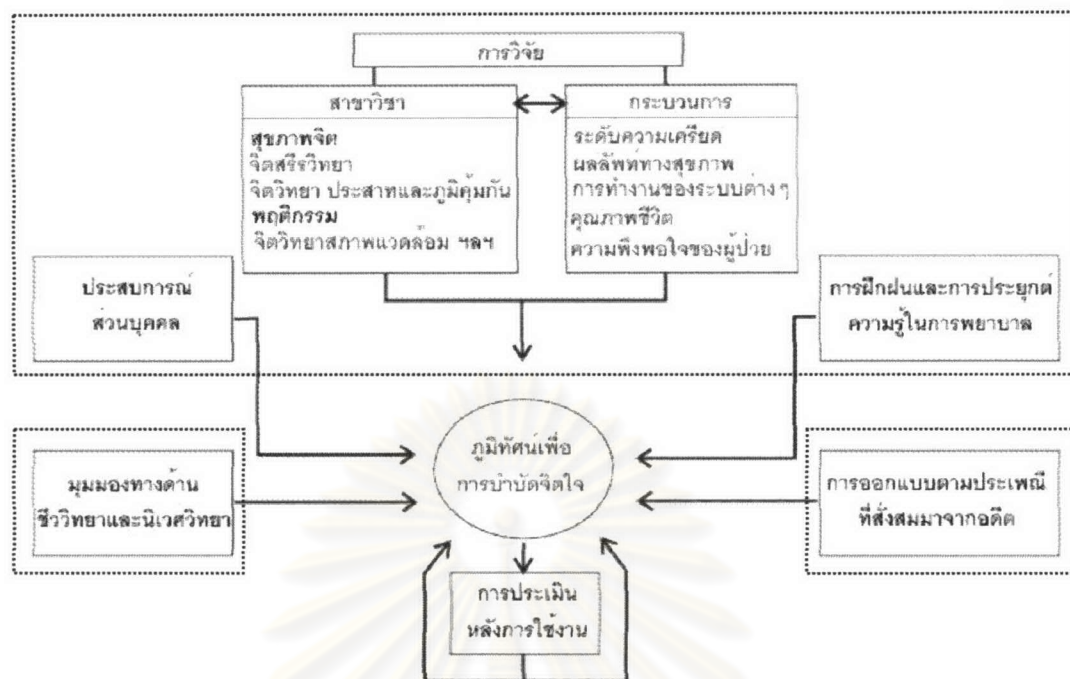 การวิจัย
สาขาวิชา
สุขภาพจิต
จิตสรีรวิทยา
จิตวิทยา ประสาทและภูมิคุ้มกัน
พฤติกรรม
จิตวิทยาสภาพแวดล้อม ฯลฯ
กระบวนการ
ระดับความเครียด
ผลลัพท์ทางสุขภาพ
การทำงานของระบบต่างๆ
คุณภาพชีวิต
ความพึงพอใจของผู้ป่วย
ประสบการณ์
ส่วนบุคคล
การฝึกฝนและการประยุกต์
ความรู้ในการพยาบาล
ภูมิทัศน์เพื่อ
การบำบัดจิตใจ
มุมมองทางด้าน
ชีววิทยาและนิเวศวิทยา
การออกแบบตามประเพณี
ที่สั่งสมมาจากอดีต
การประเมิน
หลังการใช้งาน